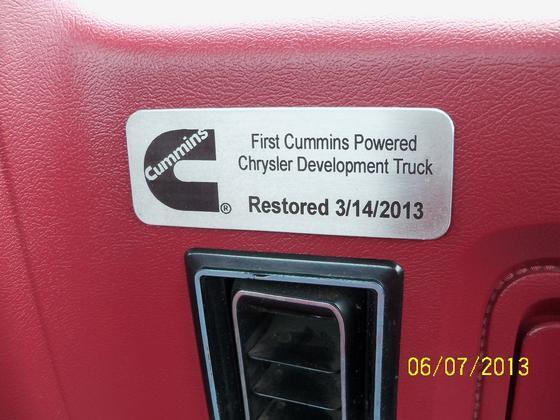 Cummins
®
First Cummins Powered
Chrysler Development Truck
Restored 3/14/2013
06/07/2013